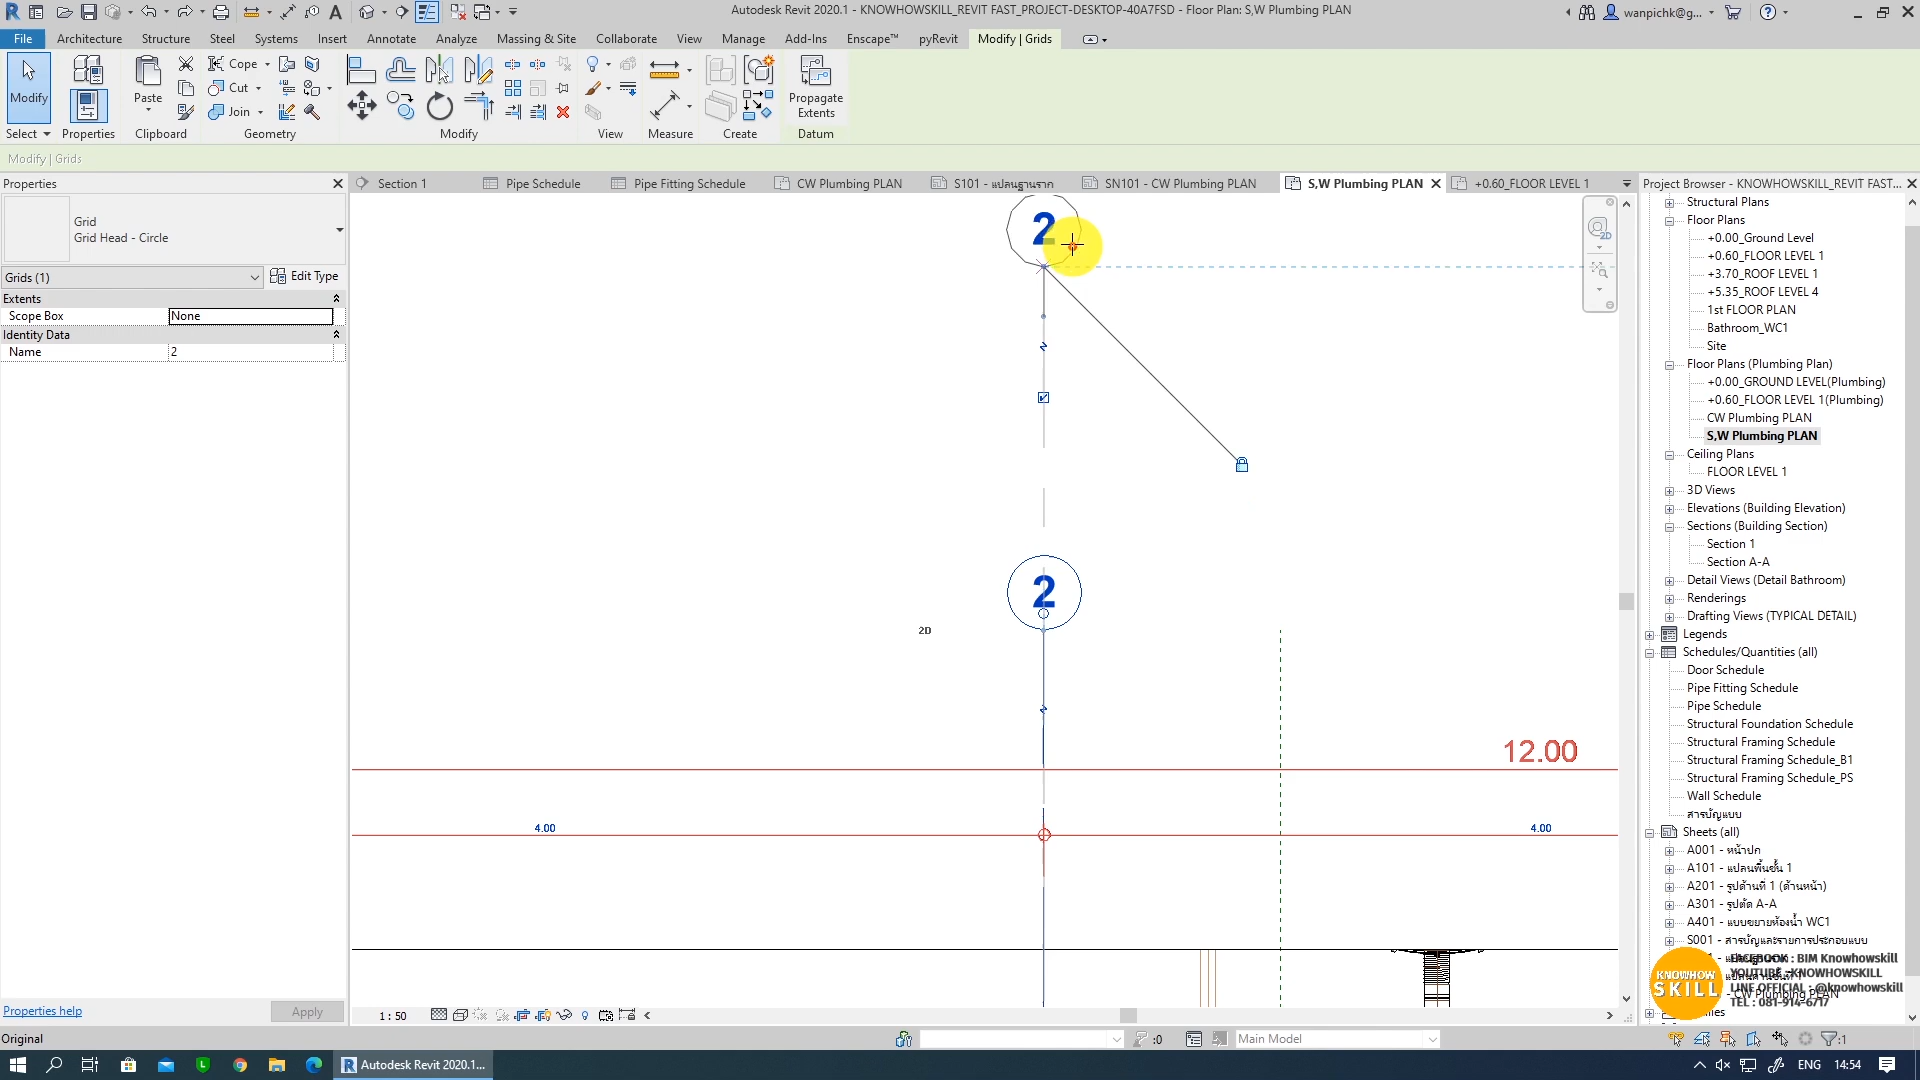 Autodesk Revit 2020.1 - KNOWHOWSKILL_REVIT FAST_PROJECT-DESKTOP-40A7FSD - Floor Plan: S,W Plumbing PLAN
wanpichk@g...
File Architecture Structure Steel Systems Insert Annotate Analyze Massing & Site Collaborate View Manage Add-Ins Enscape™ pyRevit Modify | Grids
Modify Paste Cope Cut Join Propagate Extents
Select Properties Clipboard Geometry Modify View Measure Create Datum
Modify | Grids
Properties
Section 1 Pipe Schedule Pipe Fitting Schedule CW Plumbing PLAN S101 - แปลนฐานราก SN101 - CW Plumbing PLAN S,W Plumbing PLAN +0.60_FLOOR LEVEL 1
Project Browser - KNOWHOWSKILL_REVIT FAST...
Grid
Grid Head - Circle
Grids (1)
Edit Type
Extents
Scope Box None
Identity Data
Name 2
2
2D
2
2D
12.00
4.00
4.00
Structural Plans
Floor Plans
+0.00_Ground Level
+0.60_FLOOR LEVEL 1
+3.70_ROOF LEVEL 1
+5.35_ROOF LEVEL 4
1st FLOOR PLAN
Bathroom_WC1
Site
Floor Plans (Plumbing Plan)
+0.00_GROUND LEVEL(Plumbing)
+0.60_FLOOR LEVEL 1(Plumbing)
CW Plumbing PLAN
S,W Plumbing PLAN
Ceiling Plans
FLOOR LEVEL 1
3D Views
Elevations (Building Elevation)
Sections (Building Section)
Section 1
Section A-A
Detail Views (Detail Bathroom)
Renderings
Drafting Views (TYPICAL DETAIL)
Legends
Schedules/Quantities (all)
Door Schedule
Pipe Fitting Schedule
Pipe Schedule
Structural Foundation Schedule
Structural Framing Schedule
Structural Framing Schedule_B1
Structural Framing Schedule_PS
Wall Schedule
สารบัญแบบ
Sheets (all)
A001 - หน้าปก
A101 - แปลนพื้นชั้น 1
A201 - รูปด้านที่ 1 (ด้านหน้า)
A301 - รูปตัด A-A
A401 - แบบขยายห้องน้ำ WC1
S001 - สารบัญและรายการประกอบแบบ
KNOWHOW SKILL
FACEBOOK : BIM Knowhowskill
YOUTUBE : KNOWHOWSKILL
LINE OFFICIAL : @knowhowskill
TEL : 081-914-6717
- CW Plumbing PLAN
Properties help
Apply
1 : 50
Original
:0
Main Model
:1
Autodesk Revit 2020.1...
ENG 14:54